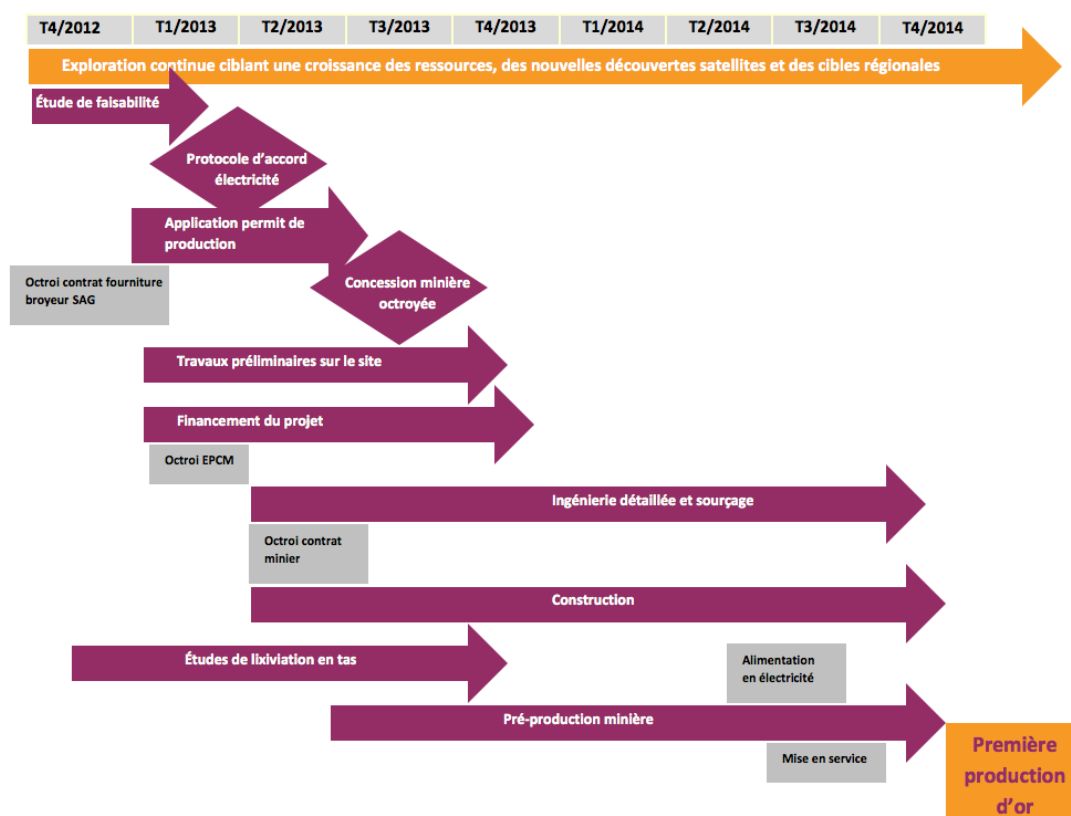 T4/2012 T1/2013 T2/2013 T3/2013 T4/2013 T1/2014 T2/2014 T3/2014 T4/2014
Exploration continue ciblant une croissance des ressources, des nouvelles découvertes satellites et des cibles régionales
Étude de faisabilité
Protocole d'accord
électricité
Application permit de
production
Octroi contrat fourniture
broyeur SAG
Concession minière
octroyée
Travaux préliminaires sur le site
Financement du projet
Octroi EPCM
Ingénierie détaillée et sourçage
Octroi contrat
minier
Construction
Études de lixiviation en tas
Alimentation
en électricité
Pré-production minière
Mise en service
Première
production
d'or